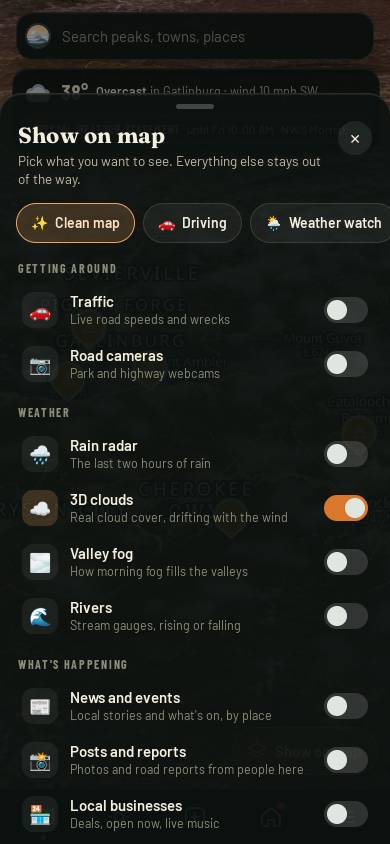 Search peaks, towns, places
38° Overcast in Gatlinburg · wind 10 mph SW
Show on map
Pick what you want to see. Everything else stays out
of the way.
Clean map
Driving
Weather watch
GETTING AROUND
Traffic
Live road speeds and wrecks
Road cameras
Park and highway webcams
WEATHER
Rain radar
The last two hours of rain
3D clouds
Real cloud cover, drifting with the wind
CHEROKEE
Valley fog
How morning fog fills the valleys
Rivers
Stream gauges, rising or falling
WHAT'S HAPPENING
News and events
Local stories and what's on, by place
Posts and reports
Photos and road reports from people here
Local businesses
Deals, open now, live music